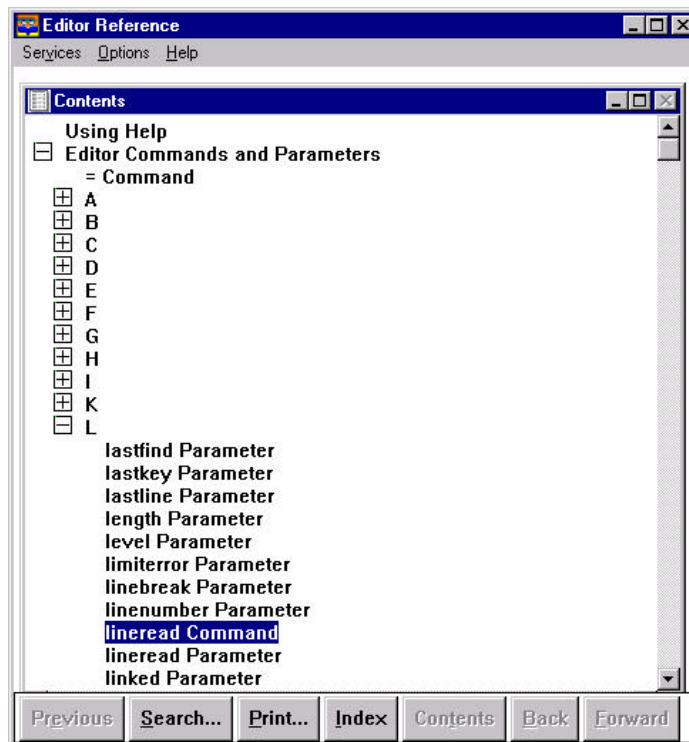 Editor Reference
Services Options Help
Contents
Using Help
Editor Commands and Parameters
= Command
A
B
C
D
E
F
G
H
I
K
L
lastfind Parameter
lastkey Parameter
lastline Parameter
length Parameter
level Parameter
limiterror Parameter
linebreak Parameter
linenumber Parameter
lineread Command
lineread Parameter
linked Parameter
Previous Search... Print... Index Contents Back Forward